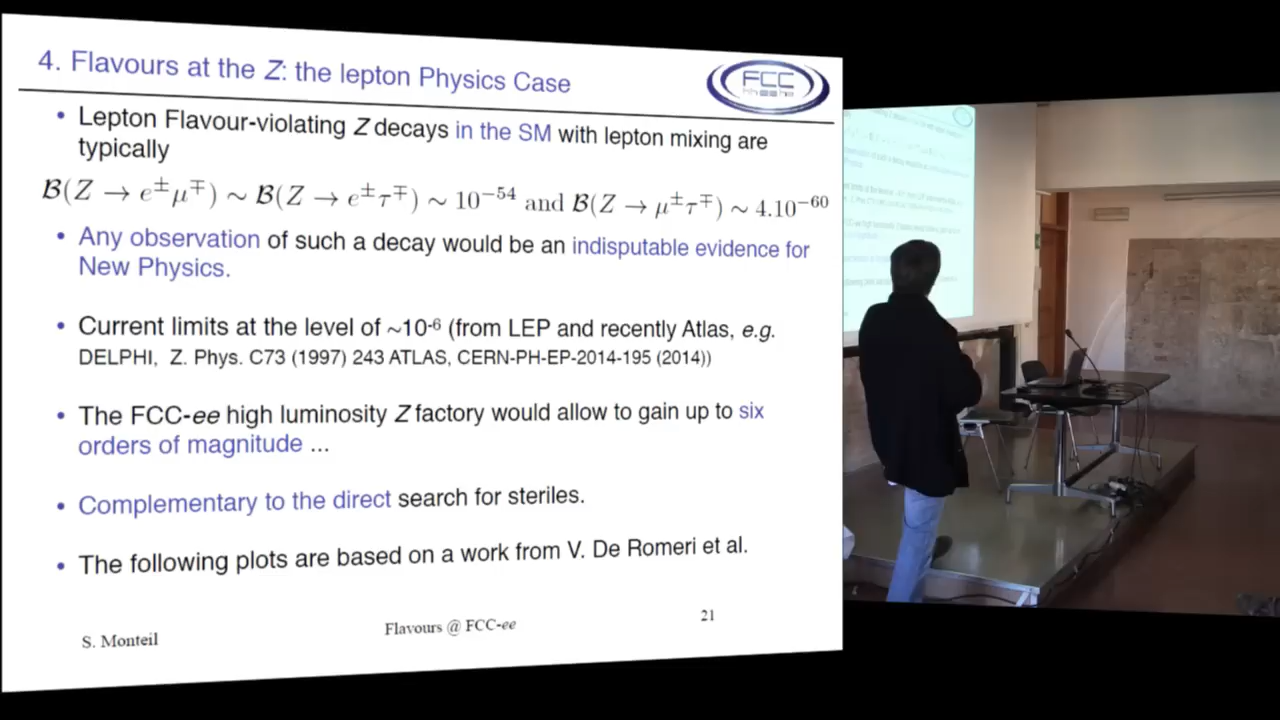 4. Flavours at the Z: the lepton Physics Case
FCC
• Lepton Flavour-violating Z decays in the SM with lepton mixing are
typically
B(Z → e±μ∓) ∼ B(Z → e±τ∓) ∼ 10⁻⁵⁴ and B(Z → μ±τ∓) ∼ 4.10⁻⁶⁰
• Any observation of such a decay would be an indisputable evidence for
New Physics.
• Current limits at the level of ~10⁻⁶ (from LEP and recently Atlas, e.g.
DELPHI, Z. Phys. C73 (1997) 243 ATLAS, CERN-PH-EP-2014-195 (2014))
• The FCC-ee high luminosity Z factory would allow to gain up to six
orders of magnitude ...
• Complementary to the direct search for steriles.
• The following plots are based on a work from V. De Romeri et al.
S. Monteil
Flavours @ FCC-ee
21